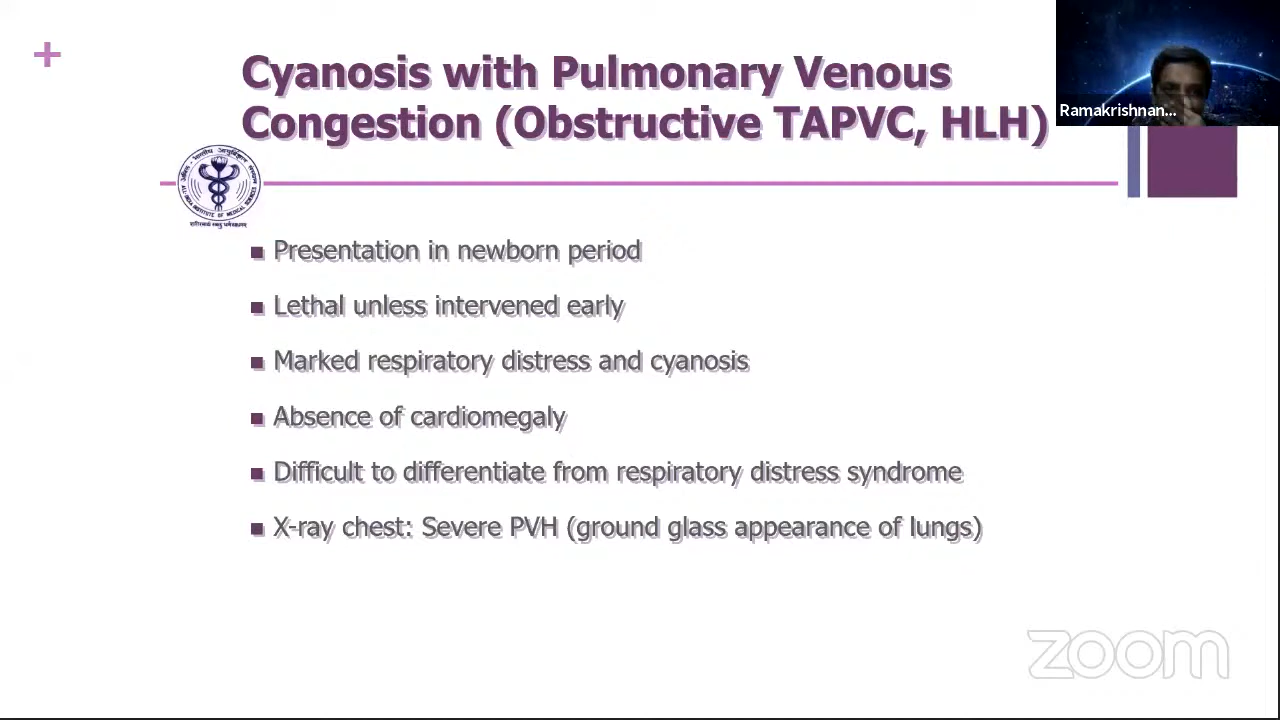 +
Cyanosis with Pulmonary Venous
Congestion (Obstructive TAPVC, HLH)
Ramakrishnan...
■ Presentation in newborn period
■ Lethal unless intervened early
■ Marked respiratory distress and cyanosis
■ Absence of cardiomegaly
■ Difficult to differentiate from respiratory distress syndrome
■ X-ray chest: Severe PVH (ground glass appearance of lungs)
zoom